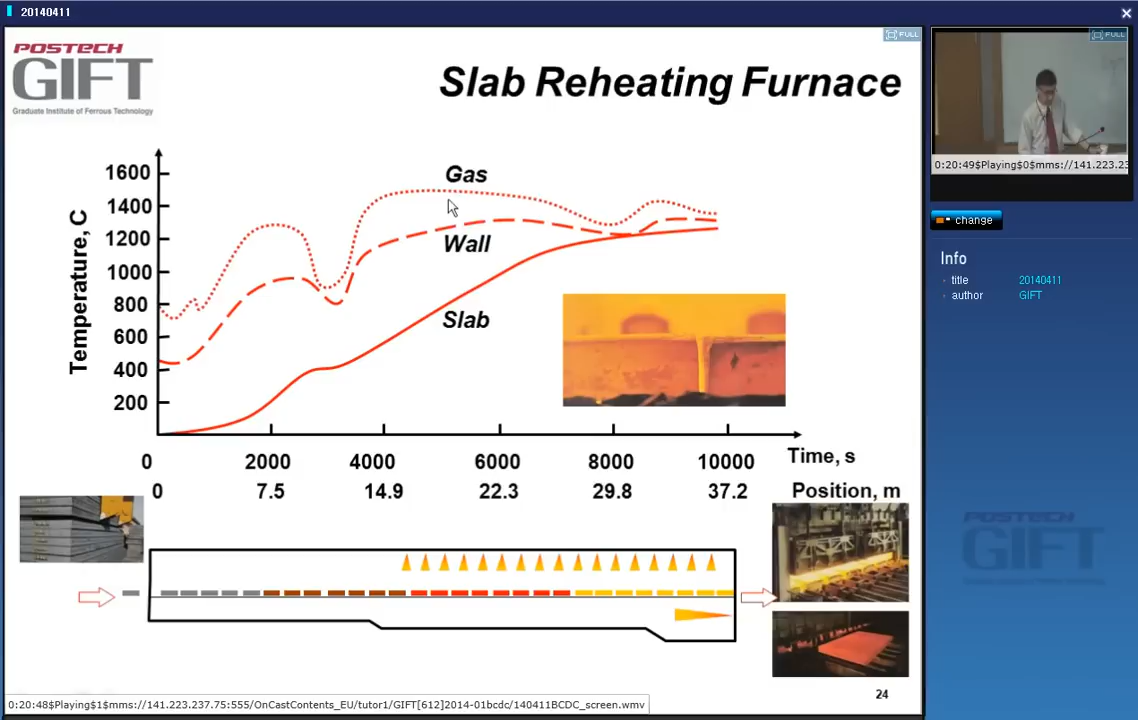 20140411
POSTECH
GIFT
Graduate Institute of Ferrous Technology
Slab Reheating Furnace
FULL
FULL
0:20:49$Playing$0$mms://141.223.23
change
Info
title 20140411
author GIFT
Temperature, C
1600
1400
1200
1000
800
600
400
200
Gas
Wall
Slab
0 2000 4000 6000 8000 10000 Time, s
0 7.5 14.9 22.3 29.8 37.2 Position, m
POSTECH
GIFT
24
0:20:48$Playing$1$mms://141.223.237.75:555/OnCastContents_EU/tutor1/GIFT[612]2014-01bcdc/140411BCDC_screen.wmv